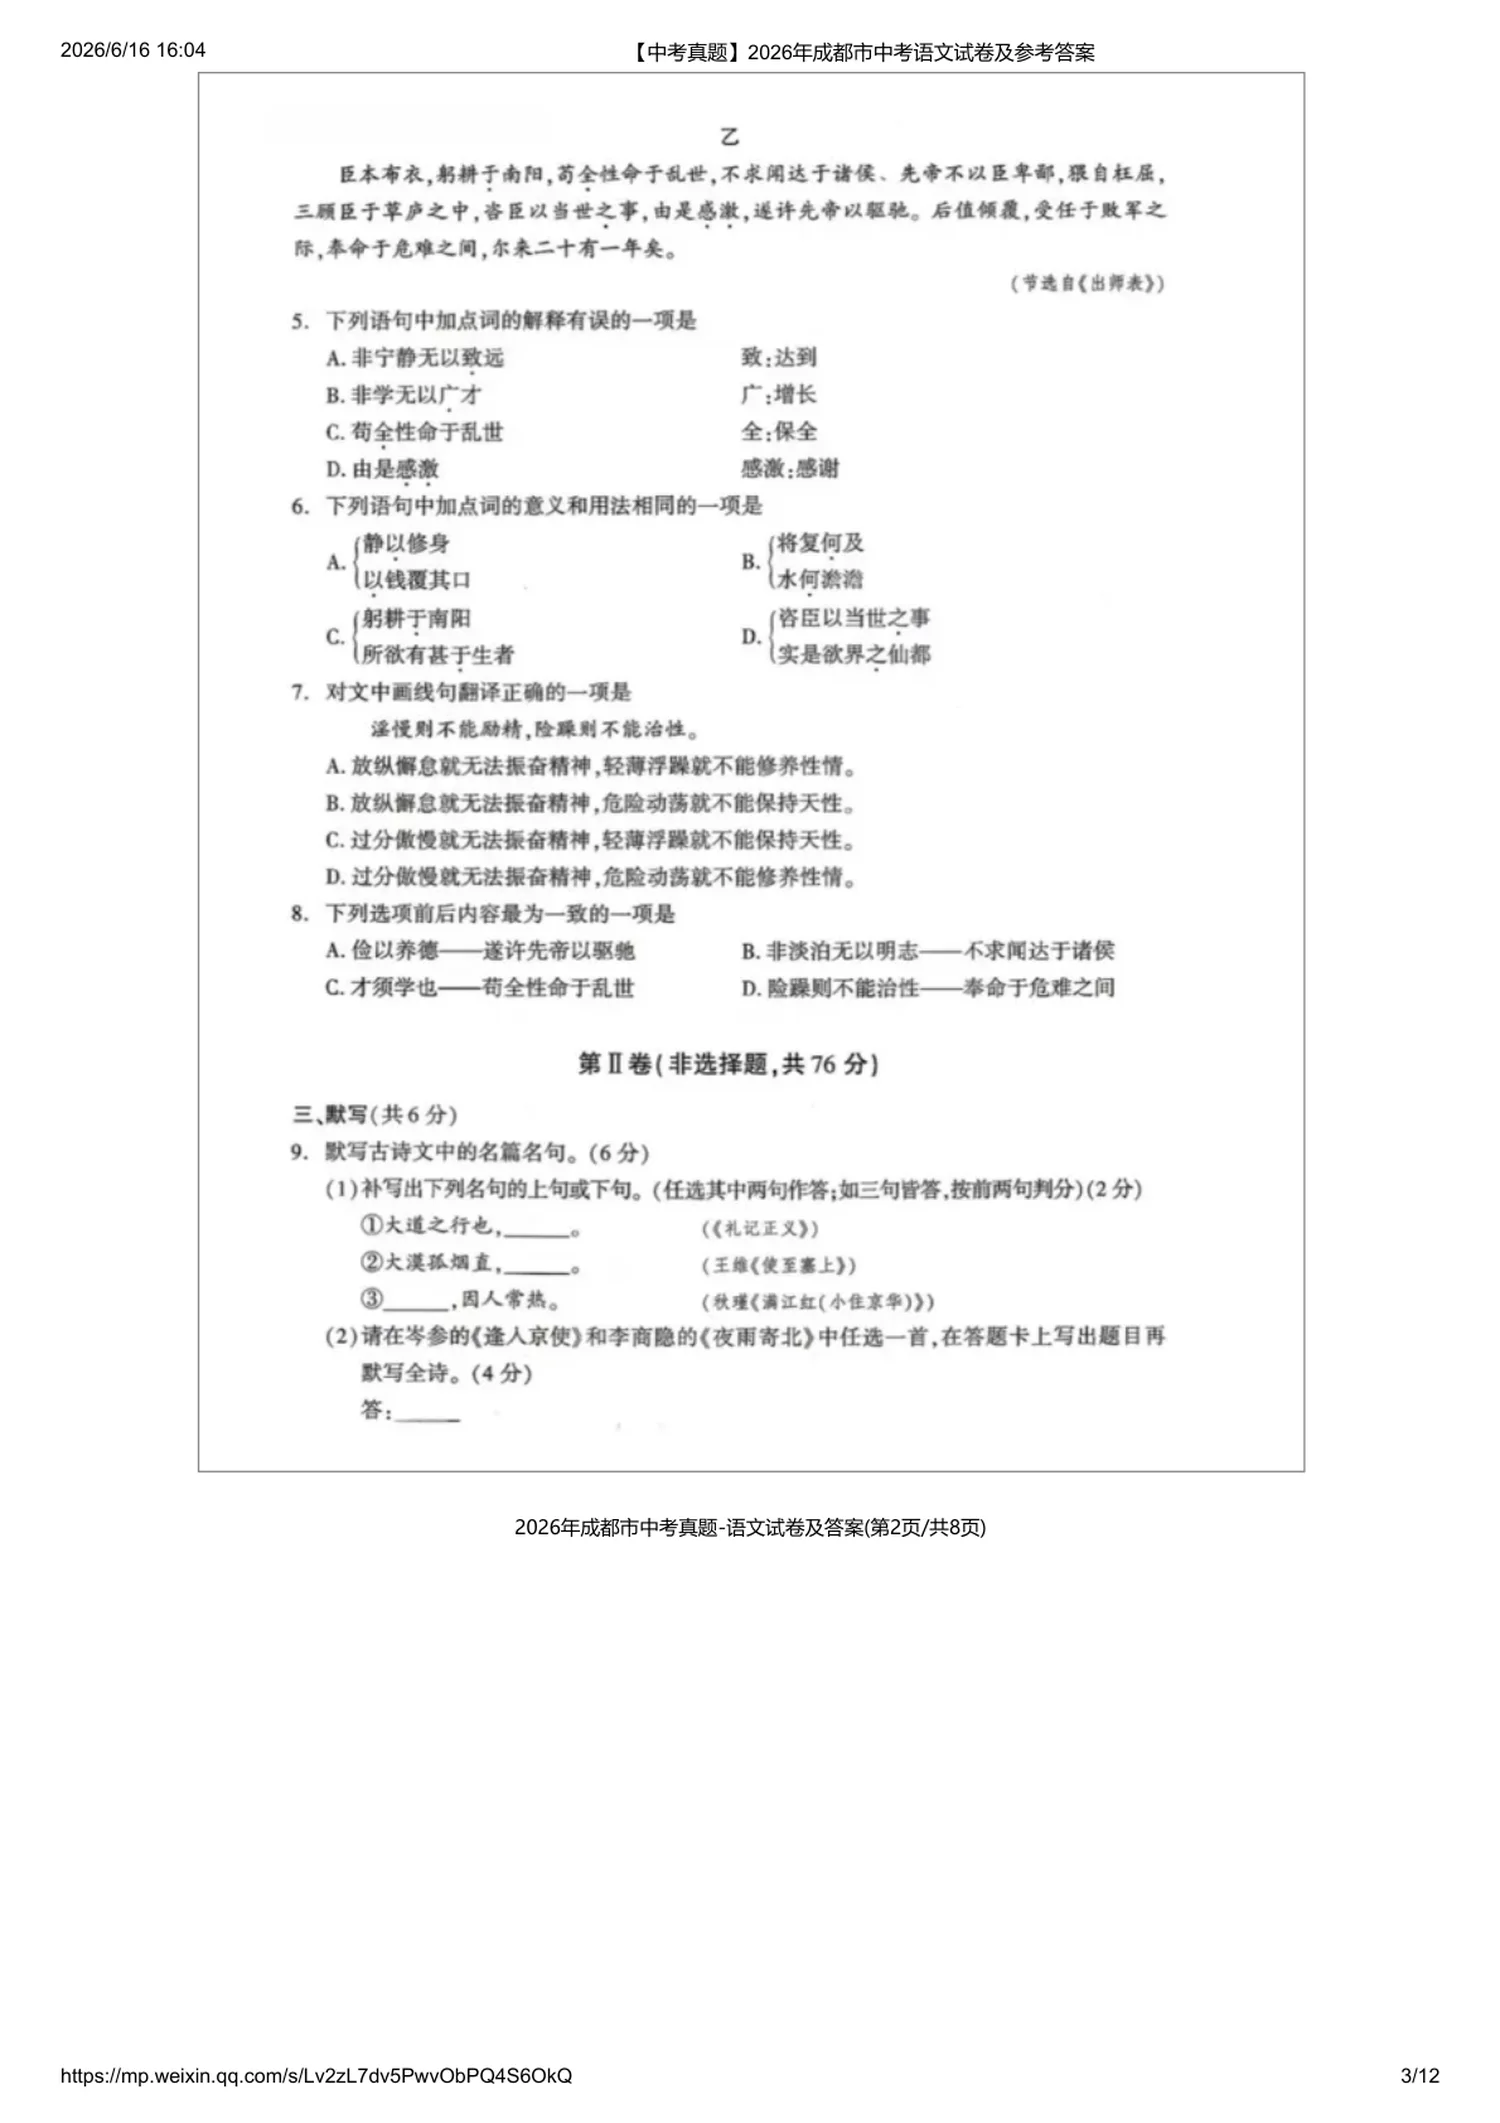 2026/6/16 16:04
【中考真题】2026年成都市中考语文试卷及参考答案
乙
臣本布衣,躬耕于南阳,苟全性命于乱世,不求闻达于诸侯、先帝不以臣卑鄙,猥自枉屈,
三顾臣于草庐之中,咨臣以当世之事,由是感激,遂许先帝以驱驰。后值倾覆,受任于败军之
际,奉命于危难之间,尔来二十有一年矣。
(节选自《出师表》)
5. 下列语句中加点词的解释有误的一项是
A. 非宁静无以致远 致:达到
B. 非学无以广才 广:增长
C. 苟全性命于乱世 全:保全
D. 由是感激 感激:感谢
6. 下列语句中加点词的意义和用法相同的一项是
A. 静以修身
以钱覆其口
B. 将复何及
水何澹澹
C. 躬耕于南阳
所欲有甚于生者
D. 咨臣以当世之事
实是欲界之仙都
7. 对文中画线句翻译正确的一项是
淫慢则不能励精,险躁则不能治性。
A. 放纵懈怠就无法振奋精神,轻薄浮躁就不能修养性情。
B. 放纵懈怠就无法振奋精神,危险动荡就不能保持天性。
C. 过分傲慢就无法振奋精神,轻薄浮躁就不能保持天性。
D. 过分傲慢就无法振奋精神,危险动荡就不能修养性情。
8. 下列选项前后内容最为一致的一项是
A. 俭以养德——遂许先帝以驱驰 B. 非淡泊无以明志——不求闻达于诸侯
C. 才须学也——苟全性命于乱世 D. 险躁则不能治性——奉命于危难之间
第Ⅱ卷(非选择题,共76分)
三、默写(共6分)
9. 默写古诗文中的名篇名句。(6分)
(1)补写出下列名句的上句或下句。(任选其中两句作答;如三句皆答,按前两句判分)(2分)
①大道之行也,______。 (《礼记正义》)
②大漠孤烟直,______。 (王维《使至塞上》)
③______,因人常热。 (秋瑾《满江红(小住京华)》)
(2)请在岑参的《逢入京使》和李商隐的《夜雨寄北》中任选一首,在答题卡上写出题目再
默写全诗。(4分)
答:______
2026年成都市中考真题-语文试卷及答案(第2页/共8页)
https://mp.weixin.qq.com/s/Lv2zL7dv5PwvObPQ4S6OkQ
3/12